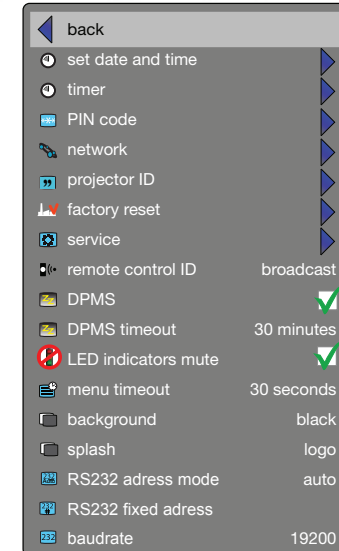 back
set date and time
timer
PIN code
network
projector ID
factory reset
service
remote control ID broadcast
DPMS
DPMS timeout 30 minutes
LED indicators mute
menu timeout 30 seconds
background black
splash logo
RS232 adress mode auto
RS232 fixed adress
232 baudrate 19200